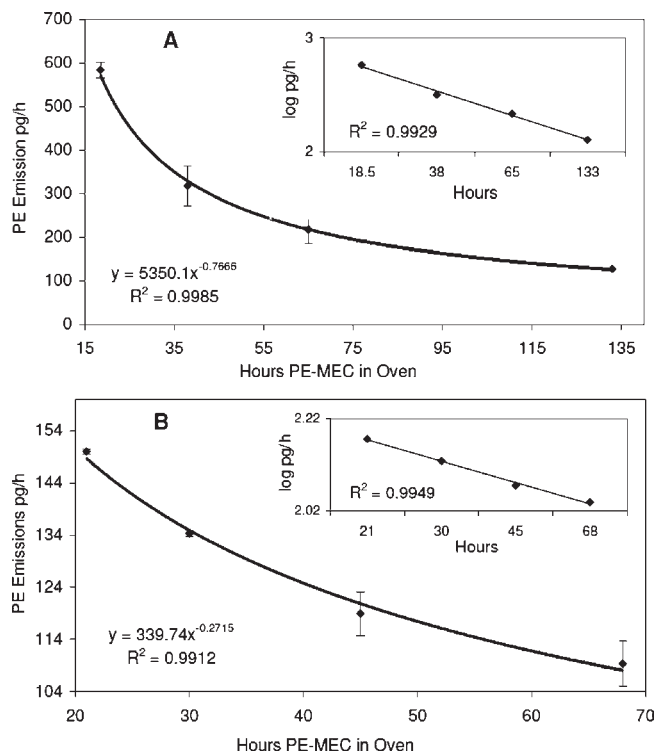 A
PE Emission pg/h
700
600
500
400
300
200
100
0
15 35 55 75 95 115 135
Hours PE-MEC in Oven
y = 5350.1x^-0.7666
R² = 0.9985
log pg/h
3
2
R² = 0.9929
18.5 38 65 133
Hours
B
PE Emissions pg/h
154
144
134
124
114
104
20 30 40 50 60 70
Hours PE-MEC in Oven
y = 339.74x^-0.2715
R² = 0.9912
log pg/h
2.22
2.02
R² = 0.9949
21 30 45 68
Hours